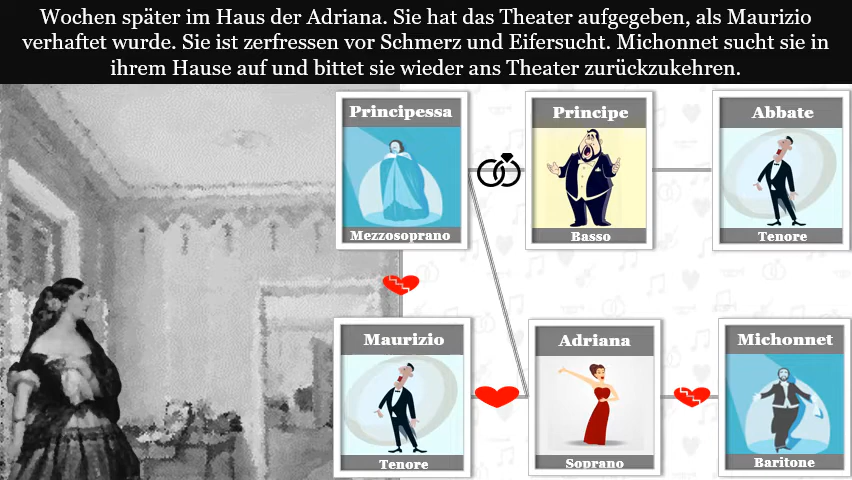 Wochen später im Haus der Adriana. Sie hat das Theater aufgegeben, als Maurizio
verhaftet wurde. Sie ist zerfressen vor Schmerz und Eifersucht. Michonnet sucht sie in
ihrem Hause auf und bittet sie wieder ans Theater zurückzukehren.
Principessa
Mezzosoprano
Principe
Basso
Abbate
Tenore
Maurizio
Tenore
Adriana
Soprano
Michonnet
Baritone